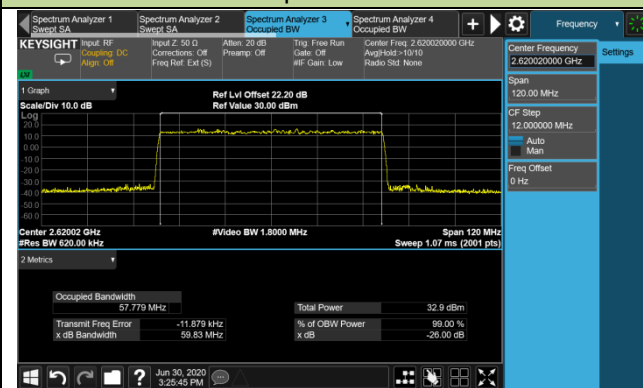 Spectrum Analyzer 1 Spectrum Analyzer 2 Spectrum Analyzer 3 Spectrum Analyzer 4
Swept SA Swept SA Occupied BW Occupied BW
Frequency
KEYSIGHT Input: RF Input Z: 50 Ω Atten: 20 dB Trig: Free Run Center Freq: 2.620020000 GHz
Coupling: DC Corrections: Off Preamp: Off Gate: Off Avg|Hold:>10/10
Align: Off Freq Ref: Ext (S) #IF Gain: Low Radio Std: None
LXI
Center Frequency
2.620020000 GHz
Settings
Span
120.00 MHz
CF Step
12.000000 MHz
Auto
Man
Freq Offset
0 Hz
1 Graph
Scale/Div 10.0 dB
Ref Lvl Offset 22.20 dB
Ref Value 30.00 dBm
Log
20.0
10.0
0.00
-10.0
-20.0
-30.0
-40.0
-50.0
-60.0
Center 2.62002 GHz #Video BW 1.8000 MHz Span 120 MHz
#Res BW 620.00 kHz Sweep 1.07 ms (2001 pts)
2 Metrics
Occupied Bandwidth
57.779 MHz
Total Power 32.9 dBm
Transmit Freq Error -11.879 kHz % of OBW Power 99.00 %
x dB Bandwidth 59.83 MHz x dB -26.00 dB
? Jun 30, 2020
3:25:45 PM